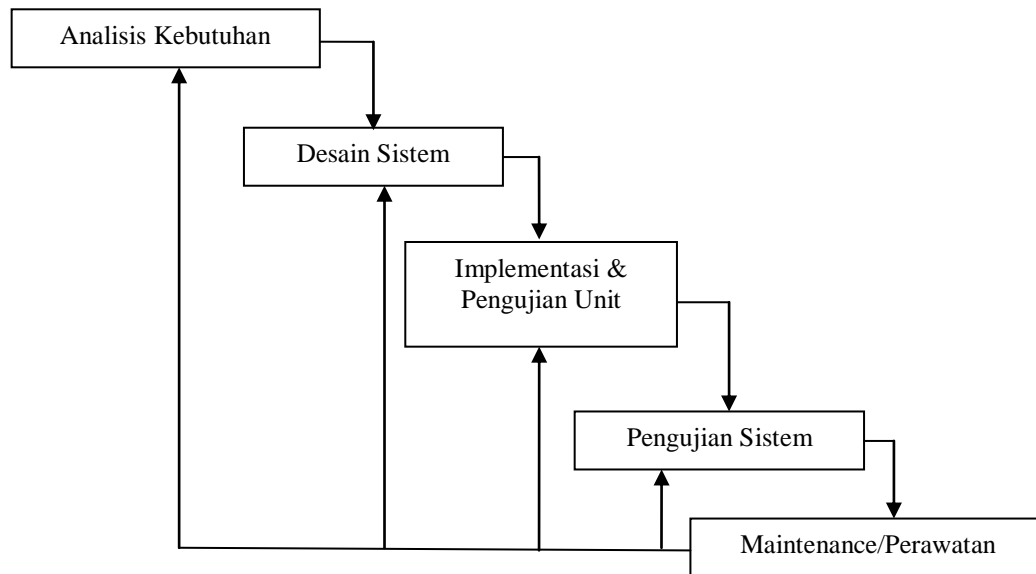 Analisis Kebutuhan
Desain Sistem
Implementasi &
Pengujian Unit
Pengujian Sistem
Maintenance/Perawatan